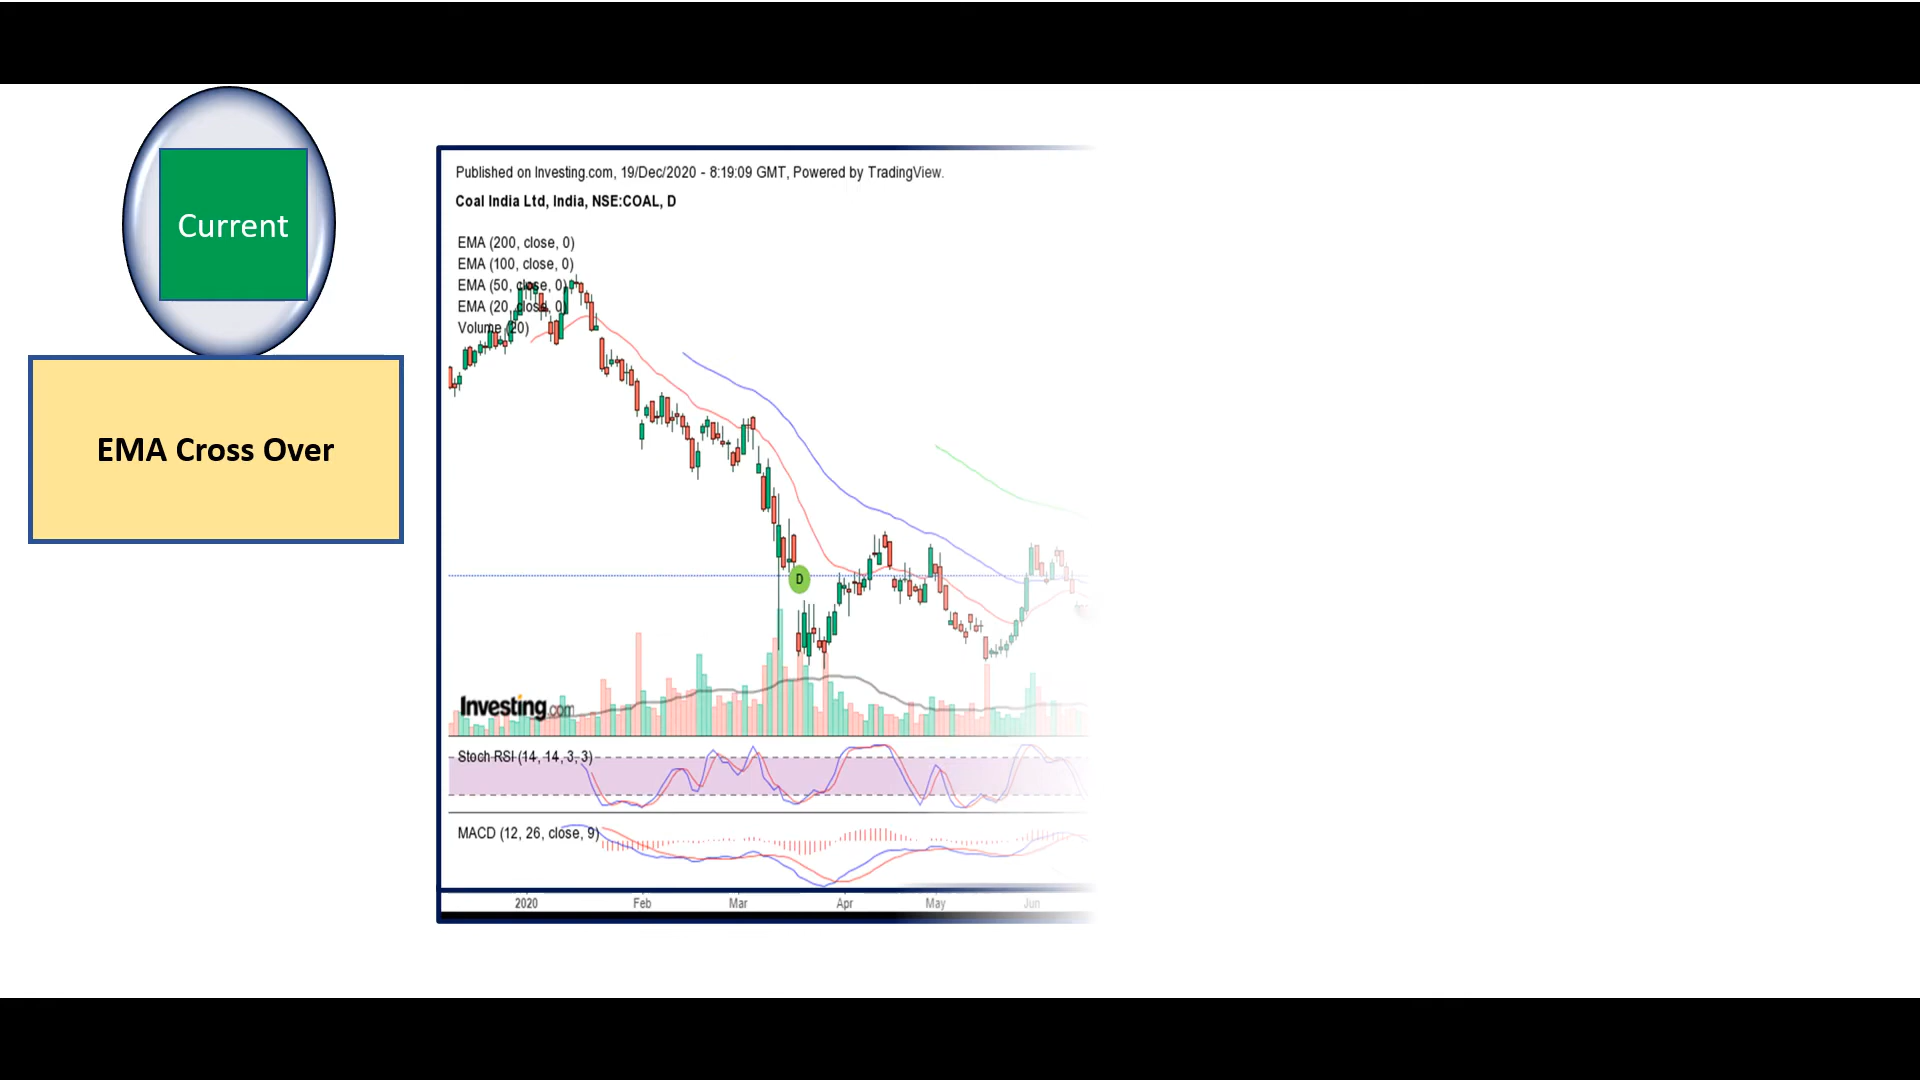 Current
EMA Cross Over
Published on Investing.com, 19/Dec/2020 - 8:19:09 GMT, Powered by TradingView.
Coal India Ltd, India, NSE:COAL, D
EMA (200, close, 0)
EMA (100, close, 0)
EMA (50, close, 0)
EMA (20, close, 0)
Volume (20)
D
Investing.com
Stoch RSI (14, 14, 3, 3)
MACD (12, 26, close, 9)
2020 Feb Mar Apr May Jun